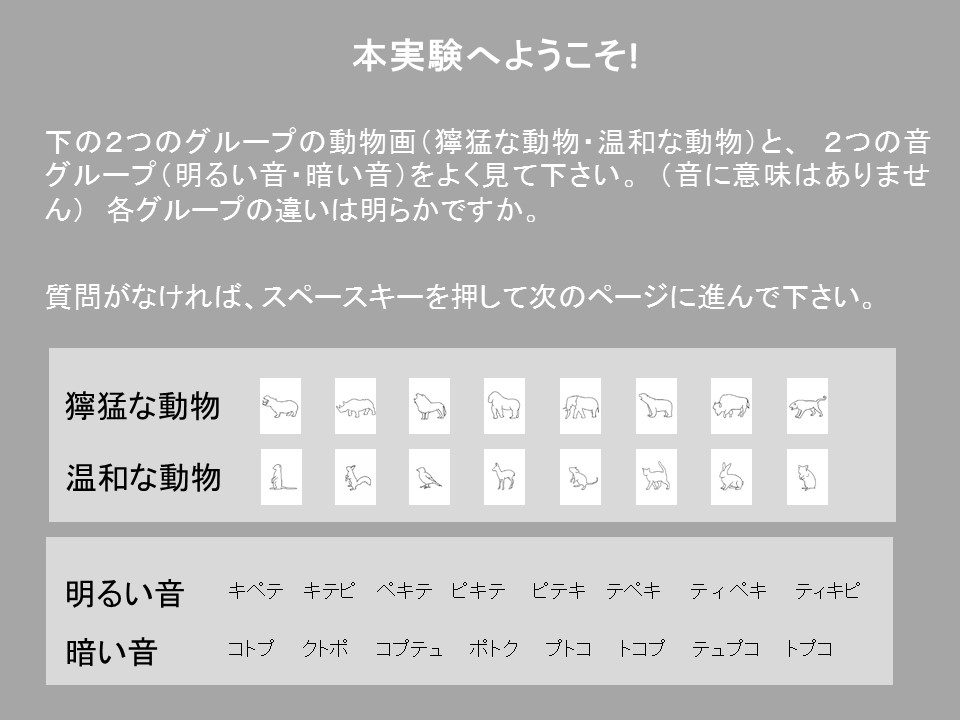 本実験へようこそ!
下の２つのグループの動物画（獰猛な動物・温和な動物）と、 ２つの音
グループ（明るい音・暗い音）をよく見て下さい。（音に意味はありませ
ん） 各グループの違いは明らかですか。
質問がなければ、スペースキーを押して次のページに進んで下さい。
獰猛な動物
温和な動物
明るい音 キペテ キテピ ペキテ ピキテ ピテキ テペキ ティペキ ティキピ
暗い音 コトプ クトポ コプテュ ポトク プトコ トコプ テュプコ トプコ